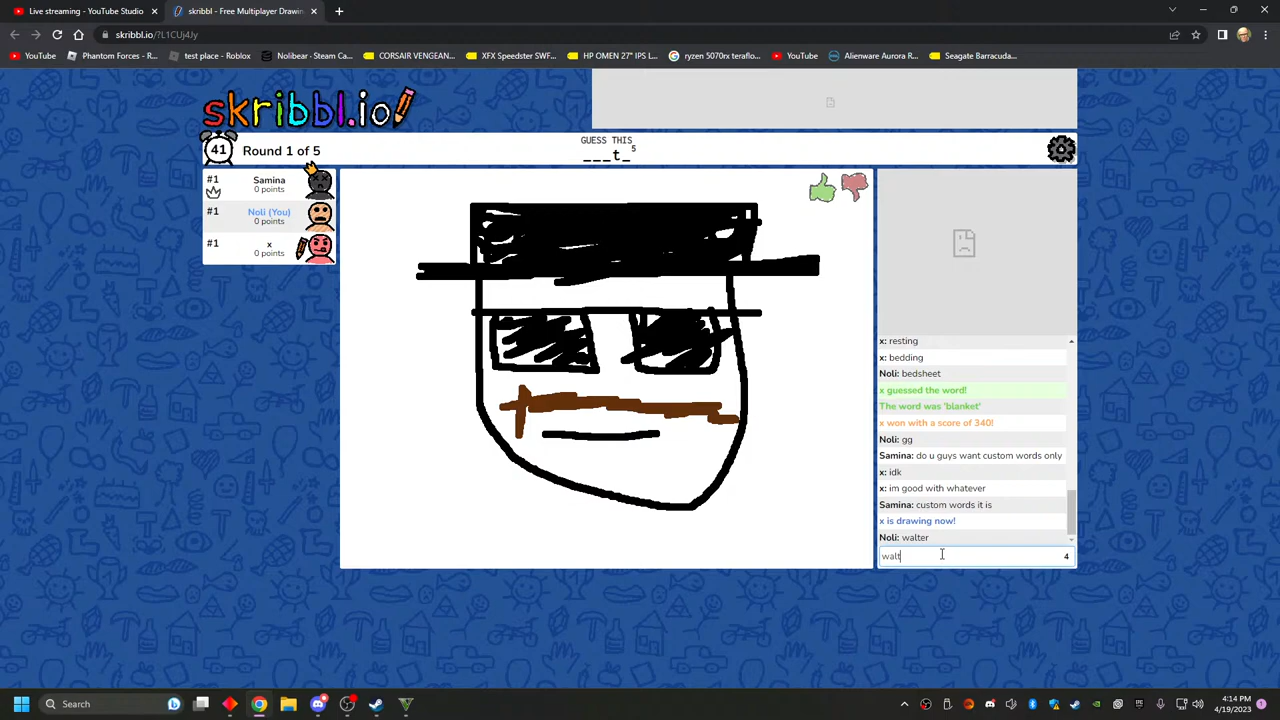 Live streaming - YouTube Studio
skribbl - Free Multiplayer Drawin
skribbl.io/?L1CUj4Jy
YouTube
Phantom Forces - R...
test place - Roblox
Nolibear - Steam Ca...
CORSAIR VENGEAN...
XFX Speedster SWF...
HP OMEN 27" IPS L...
ryzen 5070x teraflo...
YouTube
Alienware Aurora R...
Seagate Barracuda...
skribbl.io
41
Round 1 of 5
GUESS THIS
___t_ 5
#1 Samina
0 points
#1 Noli (You)
0 points
#1 x
0 points
x: resting
x: bedding
Noli: bedsheet
x guessed the word!
The word was 'blanket'
x won with a score of 340!
Noli: gg
Samina: do u guys want custom words only
x: idk
x: im good with whatever
Samina: custom words it is
x is drawing now!
Noli: walter
walt 4
Search
4:14 PM
4/19/2023
1